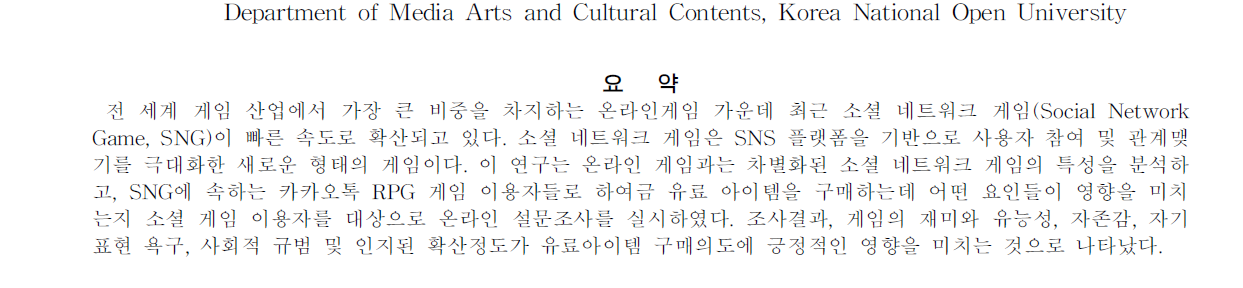 Department of Media Arts and Cultural Contents, Korea National Open University
요 약
전 세계 게임 산업에서 가장 큰 비중을 차지하는 온라인게임 가운데 최근 소셜 네트워크 게임(Social Network
Game, SNG)이 빠른 속도로 확산되고 있다. 소셜 네트워크 게임은 SNS 플랫폼을 기반으로 사용자 참여 및 관계맺
기를 극대화한 새로운 형태의 게임이다. 이 연구는 온라인 게임과는 차별화된 소셜 네트워크 게임의 특성을 분석하
고, SNG에 속하는 카카오톡 RPG 게임 이용자들로 하여금 유료 아이템을 구매하는데 어떤 요인들이 영향을 미치
는지 소셜 게임 이용자를 대상으로 온라인 설문조사를 실시하였다. 조사결과, 게임의 재미와 유능성, 자존감, 자기
표현 욕구, 사회적 규범 및 인지된 확산정도가 유료아이템 구매의도에 긍정적인 영향을 미치는 것으로 나타났다.